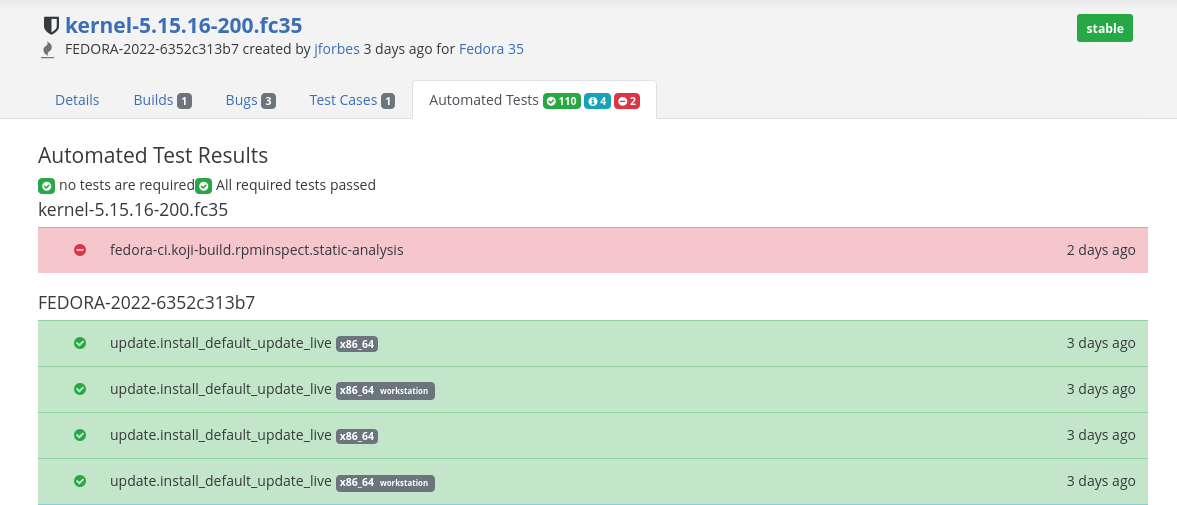 kernel-5.15.16-200.fc35
stable
FEDORA-2022-6352c313b7 created by jforbes 3 days ago for Fedora 35
Details Builds 1 Bugs 3 Test Cases 1 Automated Tests 110 4 2
Automated Test Results
no tests are required All required tests passed
kernel-5.15.16-200.fc35
fedora-ci.koji-build.rpminspect.static-analysis 2 days ago
FEDORA-2022-6352c313b7
update.install_default_update_live x86_64 3 days ago
update.install_default_update_live x86_64 workstation 3 days ago
update.install_default_update_live x86_64 3 days ago
update.install_default_update_live x86_64 workstation 3 days ago